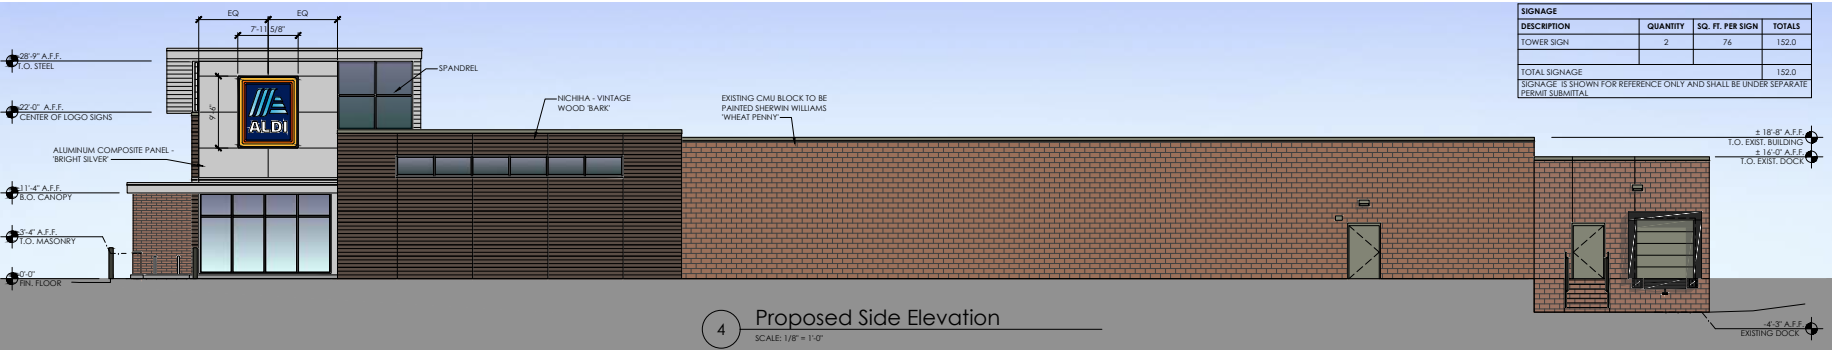 EQ EQ
7'-11 5/8"
28'-9" A.F.F.
T.O. STEEL
22'-0" A.F.F.
CENTER OF LOGO SIGNS
9'-6"
ALDI
SPANDREL
NICHIHA - VINTAGE
WOOD 'BARK'
EXISTING CMU BLOCK TO BE
PAINTED SHERWIN WILLIAMS
'WHEAT PENNY'
ALUMINUM COMPOSITE PANEL -
'BRIGHT SILVER'
11'-4" A.F.F.
B.O. CANOPY
3'-4" A.F.F.
T.O. MASONRY
0'-0"
FIN. FLOOR
SIGNAGE
DESCRIPTION QUANTITY SQ. FT. PER SIGN TOTALS
TOWER SIGN 2 76 152.0
TOTAL SIGNAGE 152.0
SIGNAGE IS SHOWN FOR REFERENCE ONLY AND SHALL BE UNDER SEPARATE
PERMIT SUBMITTAL
± 18'-8" A.F.F.
T.O. EXIST. BUILDING
± 16'-0" A.F.F.
T.O. EXIST. DOCK
-4'-3" A.F.F.
EXISTING DOCK
4 Proposed Side Elevation
SCALE: 1/8" = 1'-0"